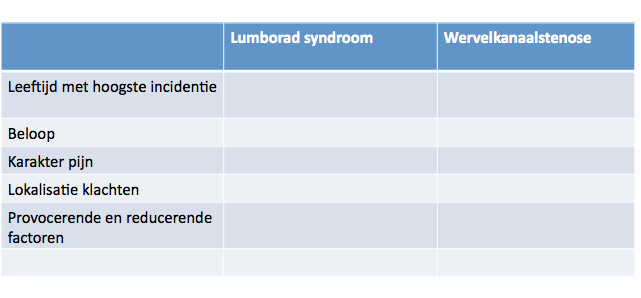 Lumborad syndroom Wervelkanaalstenose
Leeftijd met hoogste incidentie
Beloop
Karakter pijn
Lokalisatie klachten
Provocerende en reducerende
factoren